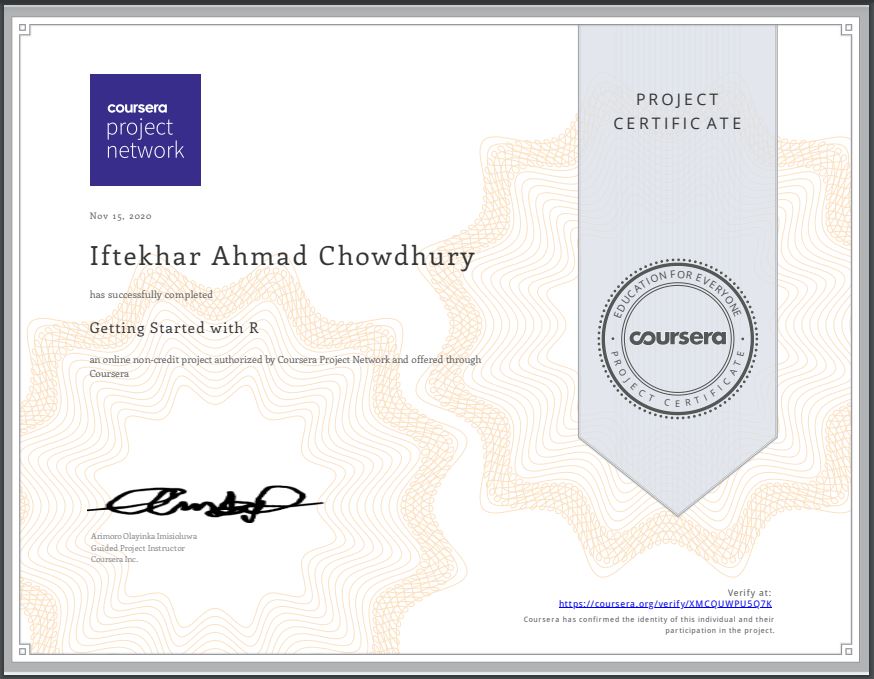 coursera
project
network
Nov 15, 2020
Iftekhar Ahmad Chowdhury
has successfully completed
Getting Started with R
an online non-credit project authorized by Coursera Project Network and offered through
Coursera
Arimoro Olayinka Imisioluwa
Guided Project Instructor
Coursera Inc.
PROJECT
CERTIFICATE
EDUCATION FOR EVERYONE
coursera
PROJECT CERTIFICATE
Verify at:
https://coursera.org/verify/XMCQUWPU5Q7K
Coursera has confirmed the identity of this individual and their
participation in the project.